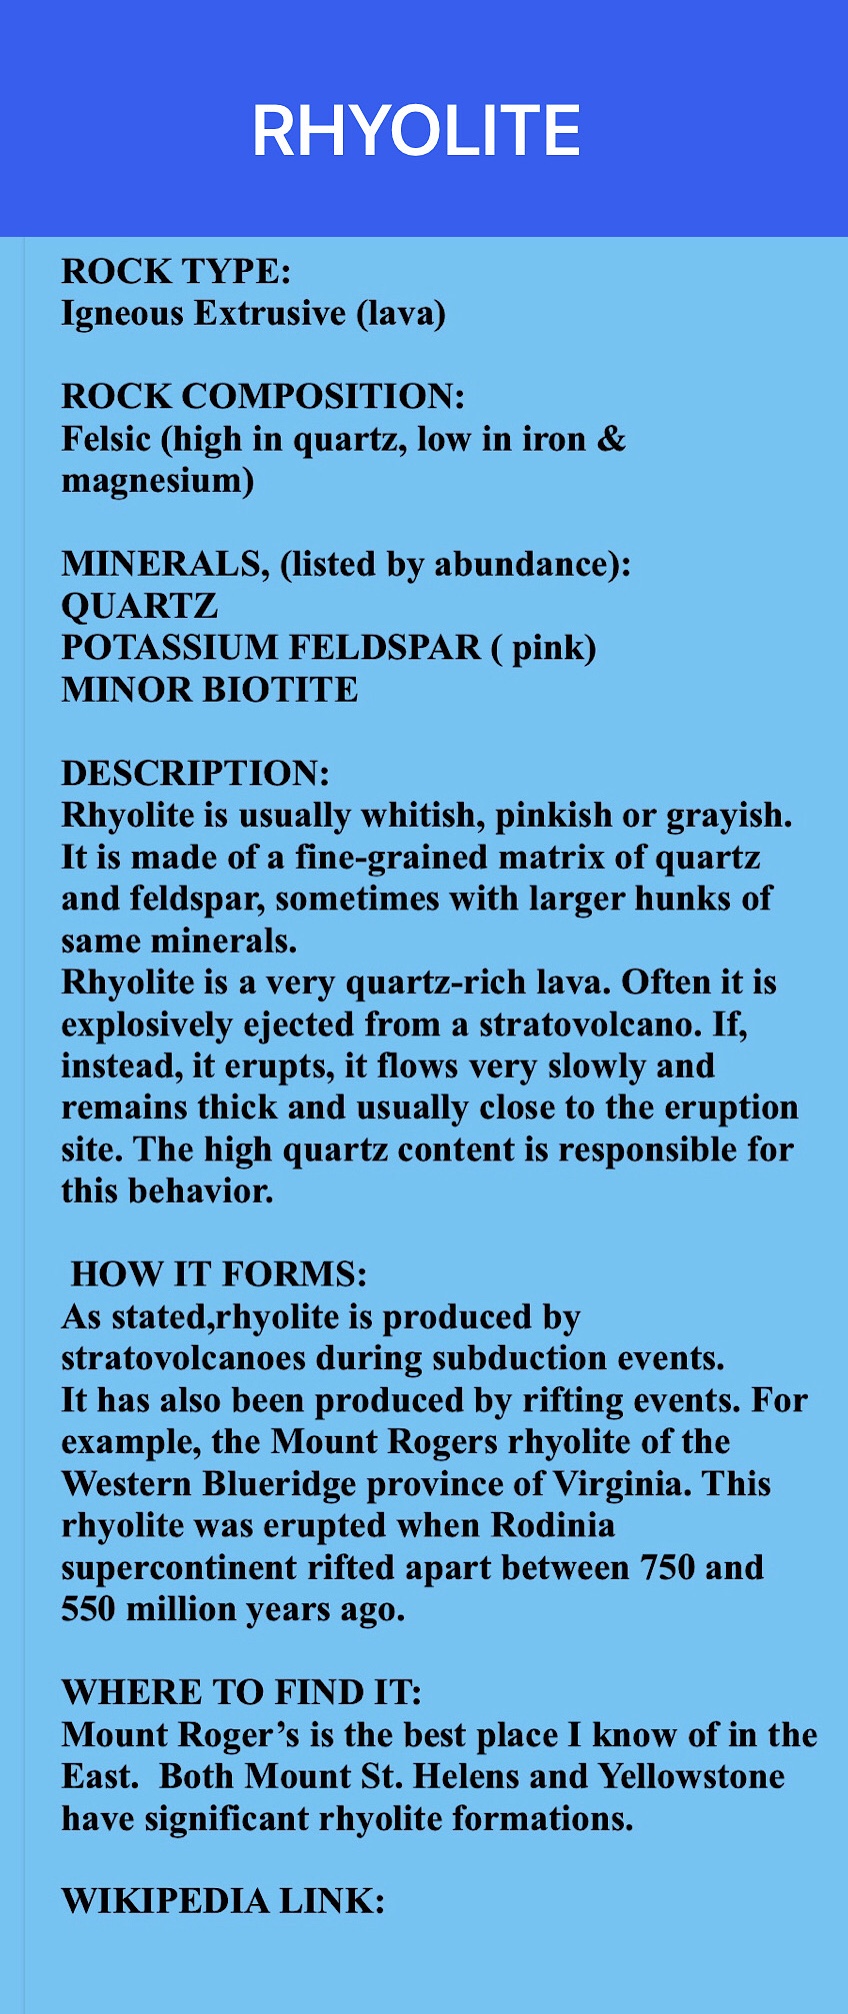 RHYOLITE
ROCK TYPE:
Igneous Extrusive (lava)
ROCK COMPOSITION:
Felsic (high in quartz, low in iron &
magnesium)
MINERALS, (listed by abundance):
QUARTZ
POTASSIUM FELDSPAR ( pink)
MINOR BIOTITE
DESCRIPTION:
Rhyolite is usually whitish, pinkish or grayish.
It is made of a fine-grained matrix of quartz
and feldspar, sometimes with larger hunks of
same minerals.
Rhyolite is a very quartz-rich lava. Often it is
explosively ejected from a stratovolcano. If,
instead, it erupts, it flows very slowly and
remains thick and usually close to the eruption
site. The high quartz content is responsible for
this behavior.
HOW IT FORMS:
As stated,rhyolite is produced by
stratovolcanoes during subduction events.
It has also been produced by rifting events. For
example, the Mount Rogers rhyolite of the
Western Blueridge province of Virginia. This
rhyolite was erupted when Rodinia
supercontinent rifted apart between 750 and
550 million years ago.
WHERE TO FIND IT:
Mount Roger’s is the best place I know of in the
East.  Both Mount St. Helens and Yellowstone
have significant rhyolite formations.
WIKIPEDIA LINK: